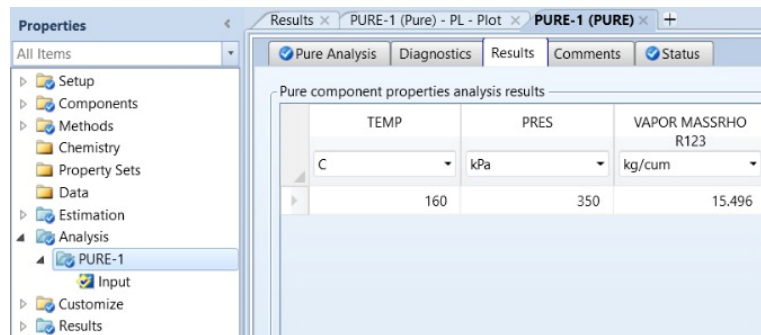 Properties <
All Items
Setup
Components
Methods
Chemistry
Property Sets
Data
Estimation
Analysis
PURE-1
Input
Customize
Results
Results × PURE-1 (Pure) - PL - Plot × PURE-1 (PURE) × +
Pure Analysis Diagnostics Results Comments Status
Pure component properties analysis results
TEMP PRES VAPOR MASSRHO
R123
C kPa kg/cum
160 350 15.496